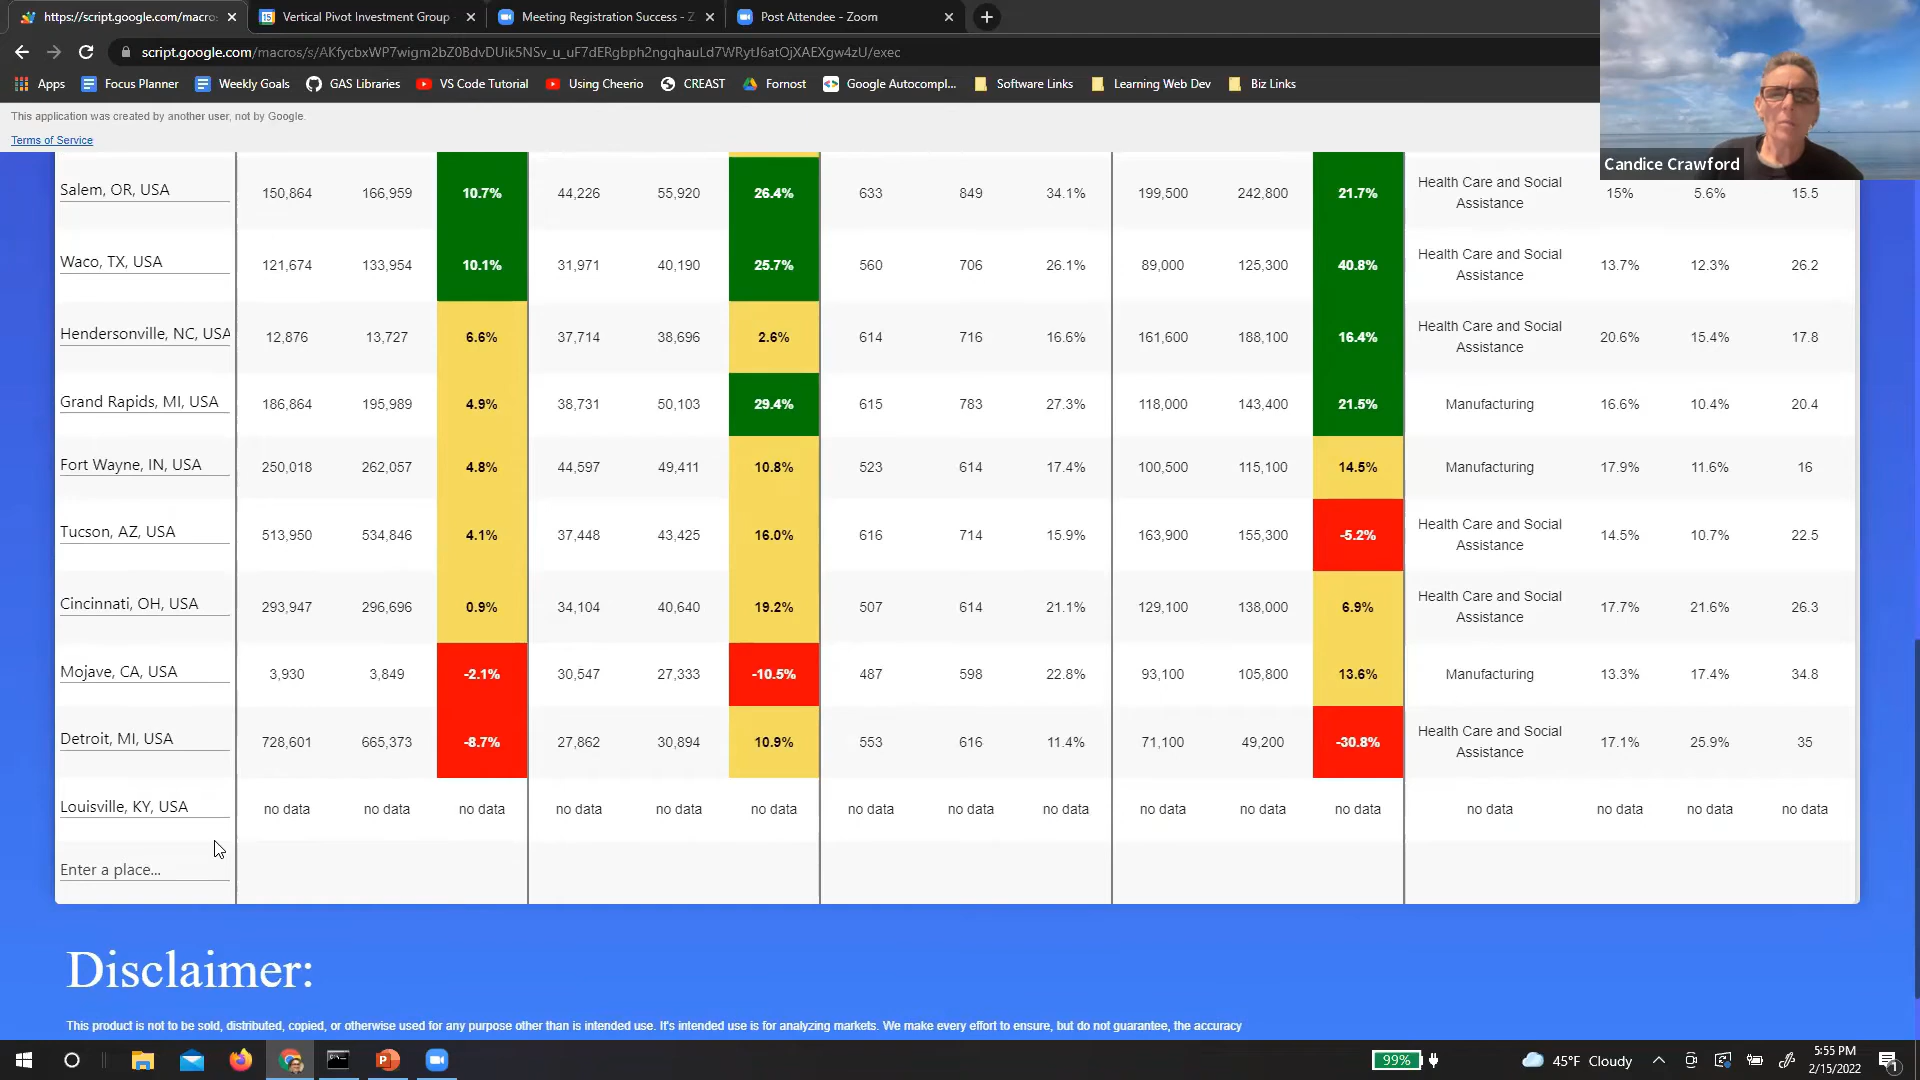 https://script.google.com/macros
Vertical Pivot Investment Group
Meeting Registration Success - Z
Post Attendee - Zoom
script.google.com/macros/s/AKfycbxWP7wigm2bZ0BdvDUik5NSv_u_uF7dERgbph2ngqhauLd7WRytJ6atOjXAEXgw4zU/exec
Apps Focus Planner Weekly Goals GAS Libraries VS Code Tutorial Using Cheerio CREAST Fornost Google Autocompl... Software Links Learning Web Dev Biz Links
This application was created by another user, not by Google.
Terms of Service
Candice Crawford
Salem, OR, USA 150,864 166,959 10.7% 44,226 55,920 26.4% 633 849 34.1% 199,500 242,800 21.7% Health Care and Social Assistance 15% 5.6% 15.5
Waco, TX, USA 121,674 133,954 10.1% 31,971 40,190 25.7% 560 706 26.1% 89,000 125,300 40.8% Health Care and Social Assistance 13.7% 12.3% 26.2
Hendersonville, NC, USA 12,876 13,727 6.6% 37,714 38,696 2.6% 614 716 16.6% 161,600 188,100 16.4% Health Care and Social Assistance 20.6% 15.4% 17.8
Grand Rapids, MI, USA 186,864 195,989 4.9% 38,731 50,103 29.4% 615 783 27.3% 118,000 143,400 21.5% Manufacturing 16.6% 10.4% 20.4
Fort Wayne, IN, USA 250,018 262,057 4.8% 44,597 49,411 10.8% 523 614 17.4% 100,500 115,100 14.5% Manufacturing 17.9% 11.6% 16
Tucson, AZ, USA 513,950 534,846 4.1% 37,448 43,425 16.0% 616 714 15.9% 163,900 155,300 -5.2% Health Care and Social Assistance 14.5% 10.7% 22.5
Cincinnati, OH, USA 293,947 296,696 0.9% 34,104 40,640 19.2% 507 614 21.1% 129,100 138,000 6.9% Health Care and Social Assistance 17.7% 21.6% 26.3
Mojave, CA, USA 3,930 3,849 -2.1% 30,547 27,333 -10.5% 487 598 22.8% 93,100 105,800 13.6% Manufacturing 13.3% 17.4% 34.8
Detroit, MI, USA 728,601 665,373 -8.7% 27,862 30,894 10.9% 553 616 11.4% 71,100 49,200 -30.8% Health Care and Social Assistance 17.1% 25.9% 35
Louisville, KY, USA no data no data no data no data no data no data no data no data no data no data no data no data no data no data no data no data
Enter a place...
Disclaimer:
This product is not to be sold, distributed, copied, or otherwise used for any purpose other than is intended use. It's intended use is for analyzing markets. We make every effort to ensure, but do not guarantee, the accuracy
99% 45°F Cloudy
5:55 PM
2/15/2022
1